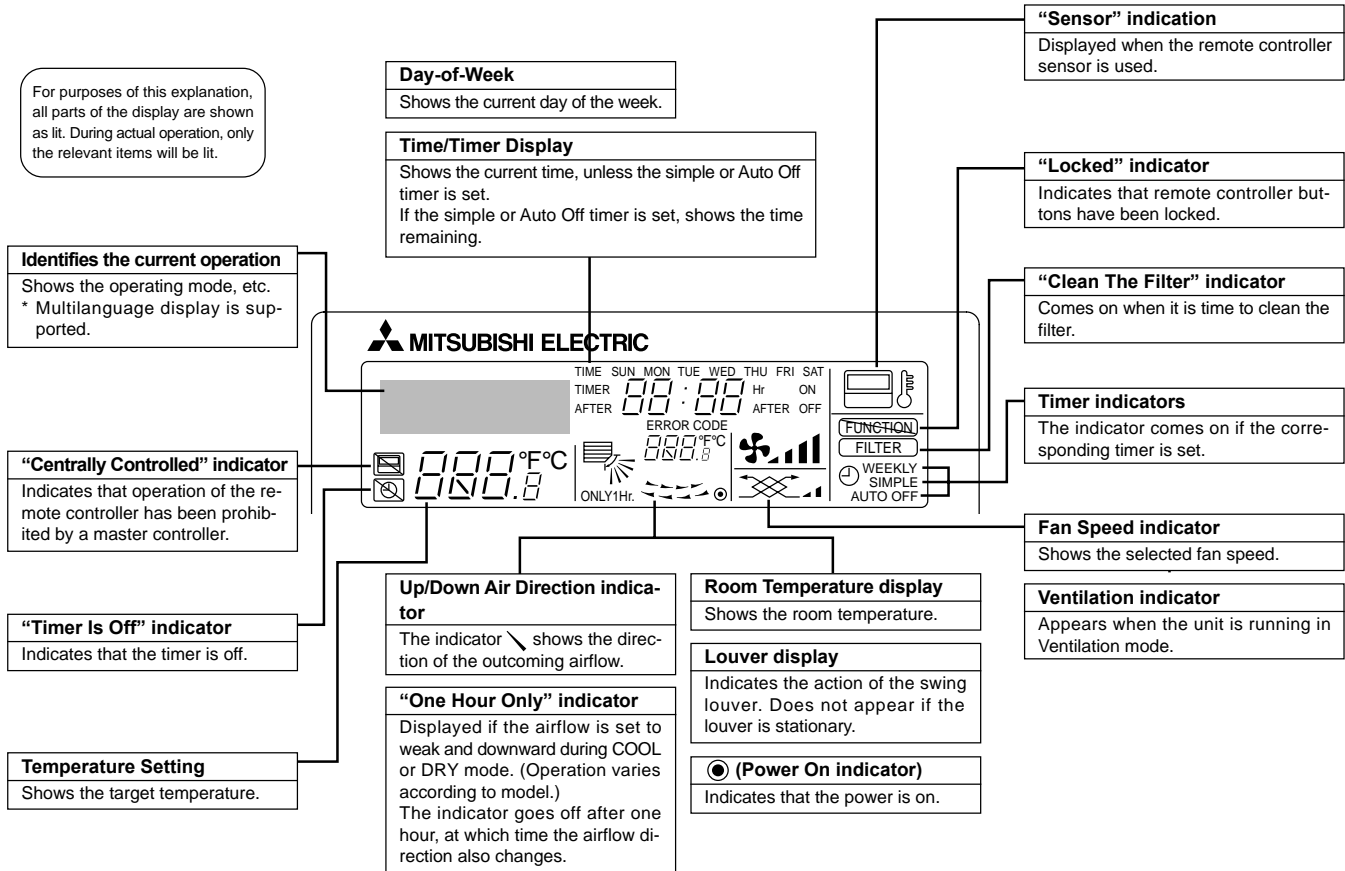 For purposes of this explanation,
all parts of the display are shown
as lit. During actual operation, only
the relevant items will be lit.
Day-of-Week
Shows the current day of the week.
Time/Timer Display
Shows the current time, unless the simple or Auto Off
timer is set.
If the simple or Auto Off timer is set, shows the time
remaining.
“Sensor” indication
Displayed when the remote controller
sensor is used.
“Locked” indicator
Indicates that remote controller but-
tons have been locked.
“Clean The Filter” indicator
Comes on when it is time to clean the
filter.
Timer indicators
The indicator comes on if the corre-
sponding timer is set.
Fan Speed indicator
Shows the selected fan speed.
Ventilation indicator
Appears when the unit is running in
Ventilation mode.
Identifies the current operation
Shows the operating mode, etc.
* Multilanguage display is sup-
ported.
“Centrally Controlled” indicator
Indicates that operation of the re-
mote controller has been prohib-
ited by a master controller.
“Timer Is Off” indicator
Indicates that the timer is off.
Temperature Setting
Shows the target temperature.
MITSUBISHI ELECTRIC
TIME SUN MON TUE WED THU FRI SAT
TIMER 88:88 Hr ON
AFTER AFTER OFF
ERROR CODE
°F°C
°F°C
ONLY1Hr.
FUNCTION
FILTER
WEEKLY
SIMPLE
AUTO OFF
Up/Down Air Direction indica-
tor
The indicator shows the direc-
tion of the outcoming airflow.
“One Hour Only” indicator
Displayed if the airflow is set to
weak and downward during COOL
or DRY mode. (Operation varies
according to model.)
The indicator goes off after one
hour, at which time the airflow di-
rection also changes.
Room Temperature display
Shows the room temperature.
Louver display
Indicates the action of the swing
louver. Does not appear if the
louver is stationary.
(Power On indicator)
Indicates that the power is on.